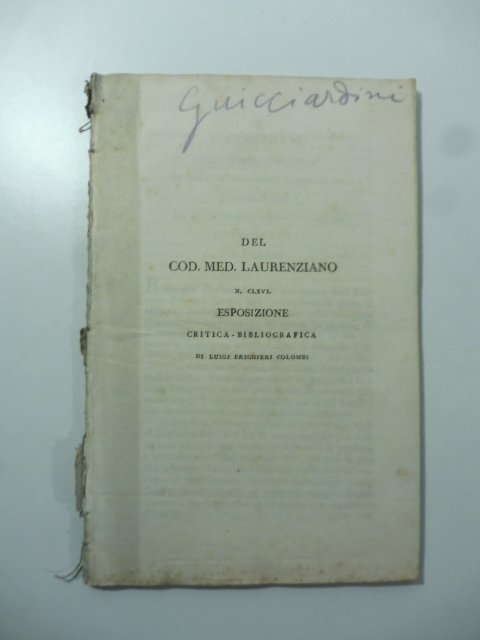 Guicciardini
DEL
COD. MED. LAURENZIANO
N. CLXVI.
ESPOSIZIONE
CRITICA-BIBLIOGRAFICA
DI LUIGI BRIGHIERI COLOMBI